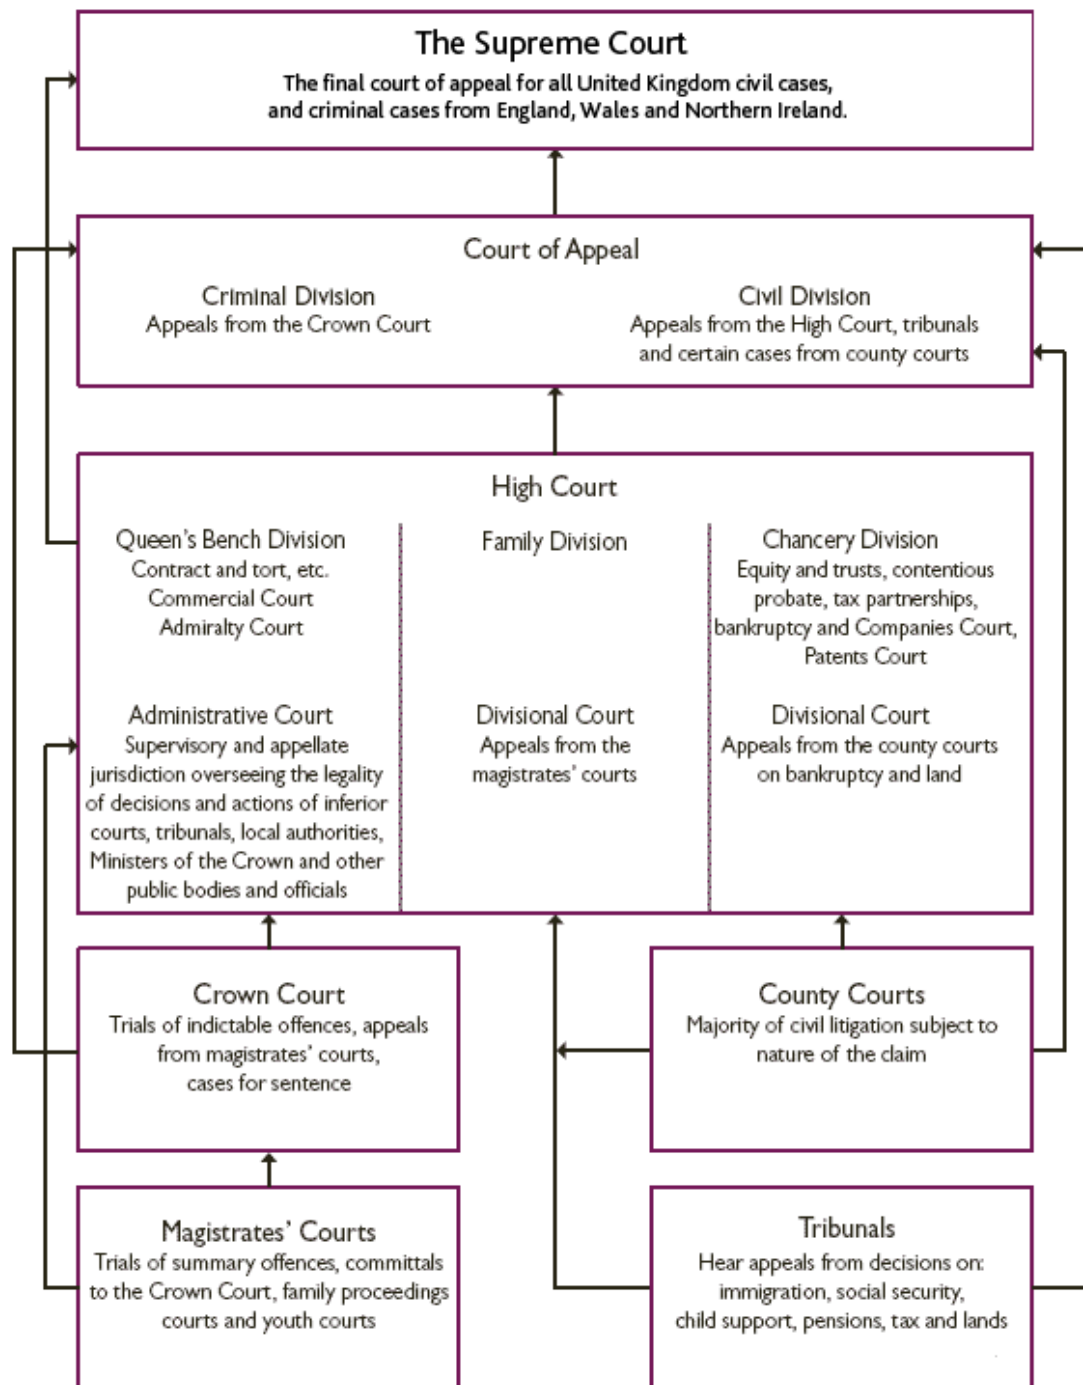 The Supreme Court
The final court of appeal for all United Kingdom civil cases,
and criminal cases from England, Wales and Northern Ireland.
Court of Appeal
Criminal Division
Appeals from the Crown Court
Civil Division
Appeals from the High Court, tribunals
and certain cases from county courts
High Court
Queen's Bench Division
Contract and tort, etc.
Commercial Court
Admiralty Court
Administrative Court
Supervisory and appellate
jurisdiction overseeing the legality
of decisions and actions of inferior
courts, tribunals, local authorities,
Ministers of the Crown and other
public bodies and officials
Family Division
Divisional Court
Appeals from the
magistrates' courts
Chancery Division
Equity and trusts, contentious
probate, tax partnerships,
bankruptcy and Companies Court,
Patents Court
Divisional Court
Appeals from the county courts
on bankruptcy and land
Crown Court
Trials of indictable offences, appeals
from magistrates' courts,
cases for sentence
County Courts
Majority of civil litigation subject to
nature of the claim
Magistrates' Courts
Trials of summary offences, committals
to the Crown Court, family proceedings
courts and youth courts
Tribunals
Hear appeals from decisions on:
immigration, social security,
child support, pensions, tax and lands